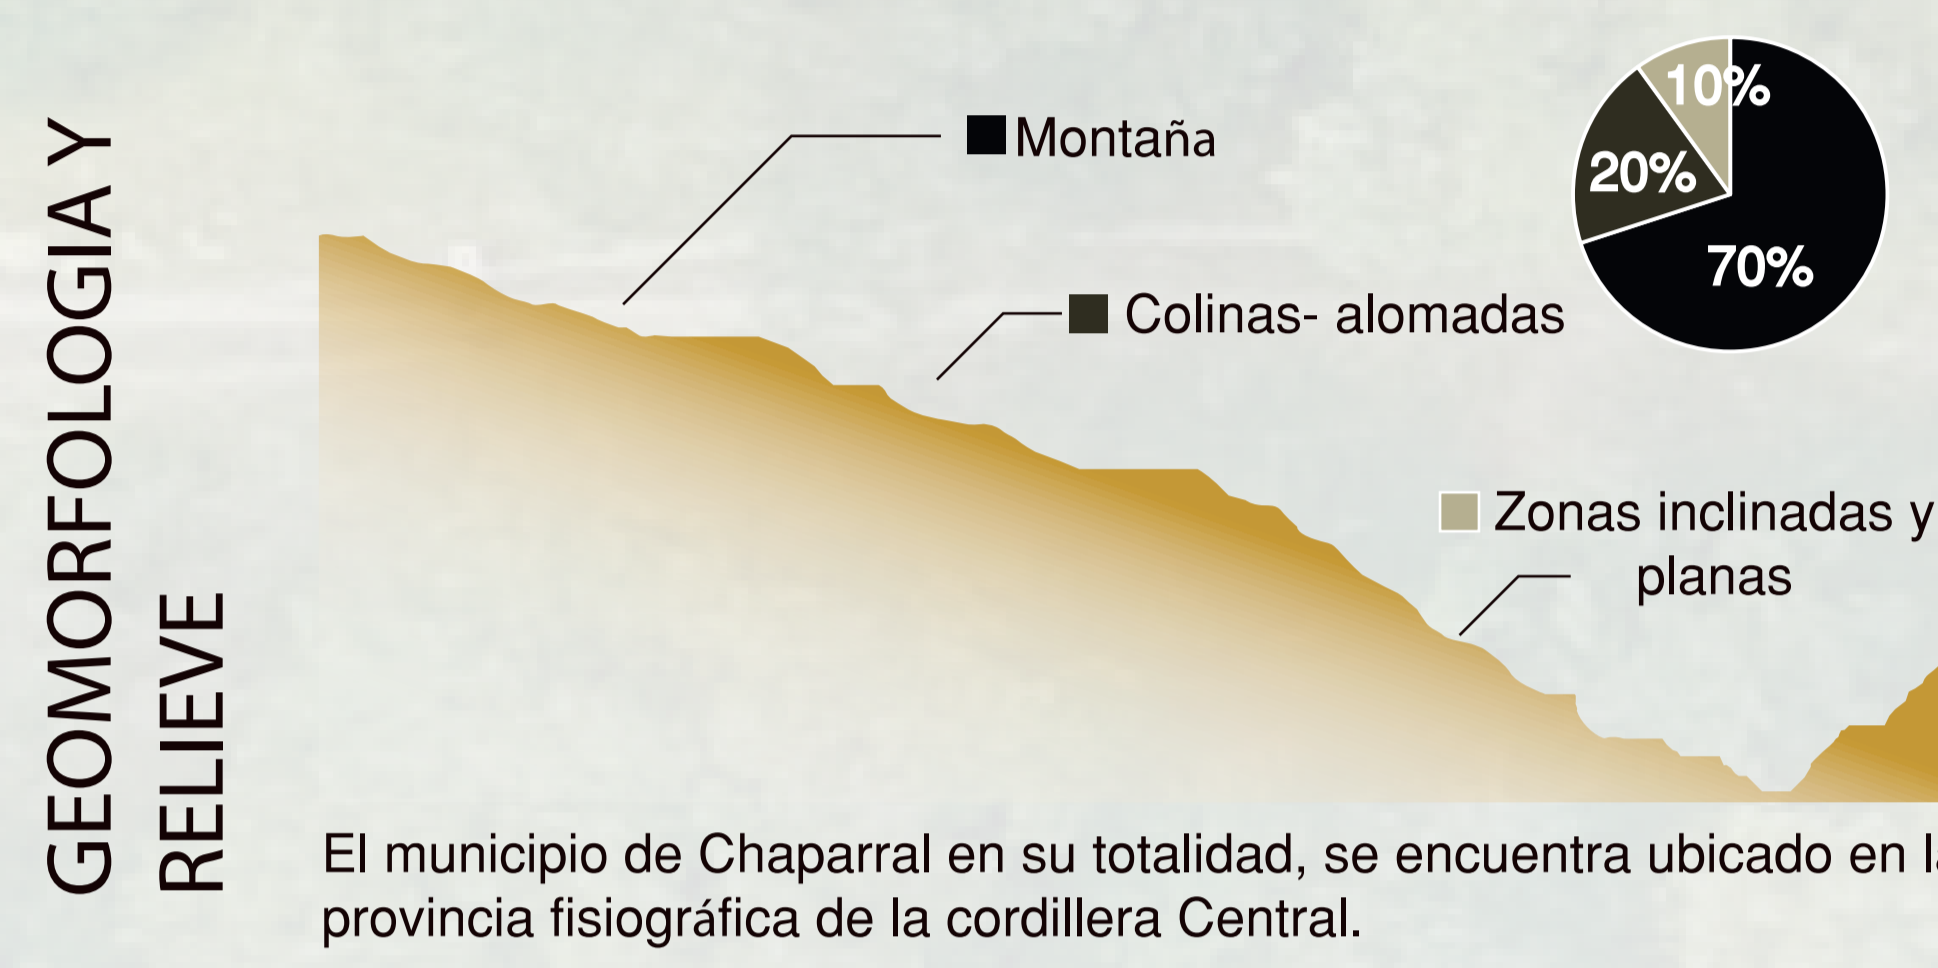 GEOMORFOLOGIA Y
RELIEVE
Montaña
Colinas- alomadas
Zonas inclinadas y
planas
10%
20%
70%
El municipio de Chaparral en su totalidad, se encuentra ubicado en la
provincia fisiográfica de la cordillera Central.